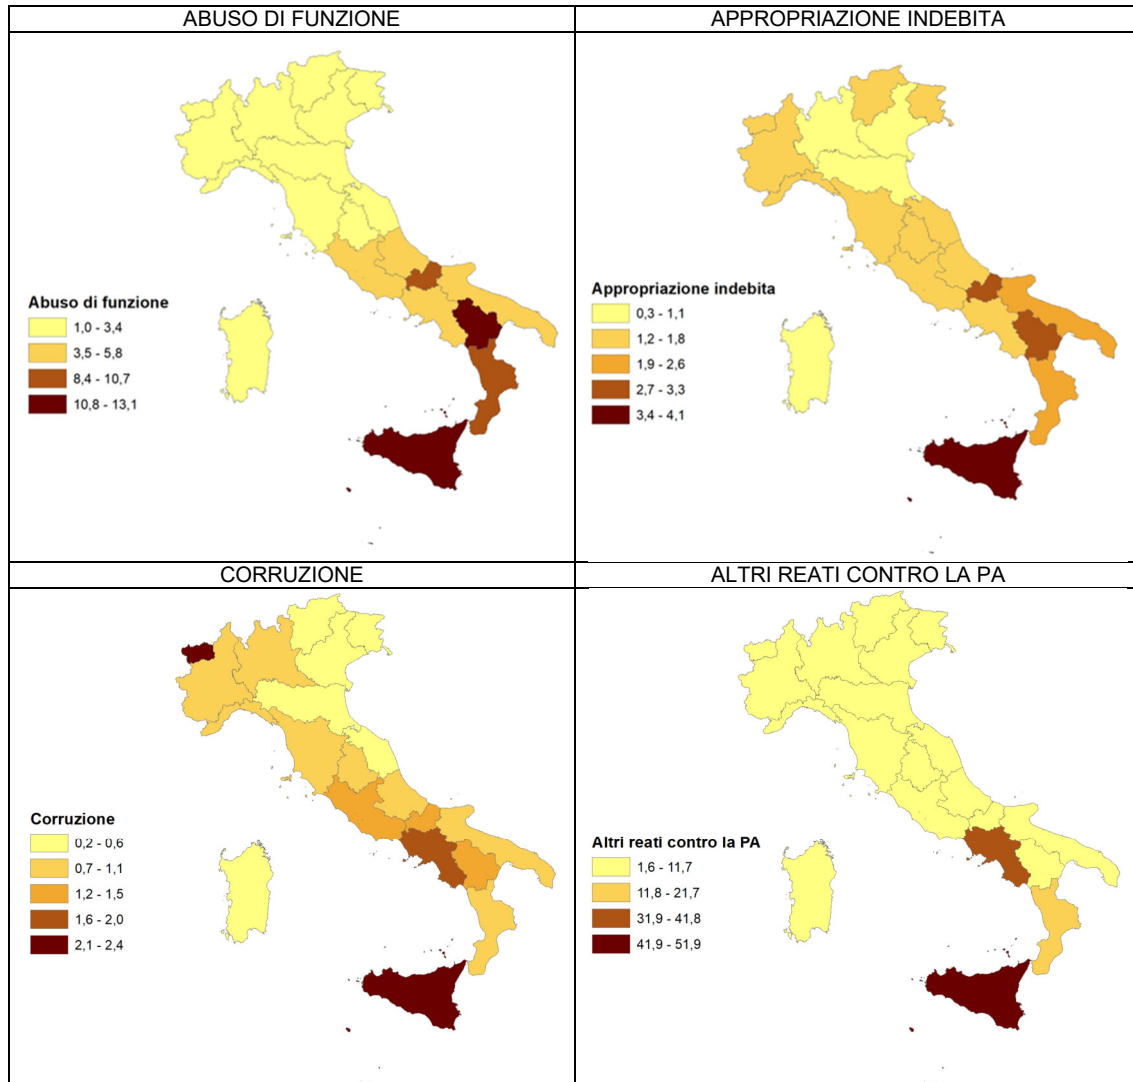 ABUSO DI FUNZIONE
APPROPRIAZIONE INDEBITA
Abuso di funzione
1,0 - 3,4
3,5 - 5,8
8,4 - 10,7
10,8 - 13,1
Appropriazione indebita
0,3 - 1,1
1,2 - 1,8
1,9 - 2,6
2,7 - 3,3
3,4 - 4,1
CORRUZIONE
ALTRI REATI CONTRO LA PA
Corruzione
0,2 - 0,6
0,7 - 1,1
1,2 - 1,5
1,6 - 2,0
2,1 - 2,4
Altri reati contro la PA
1,6 - 11,7
11,8 - 21,7
31,9 - 41,8
41,9 - 51,9